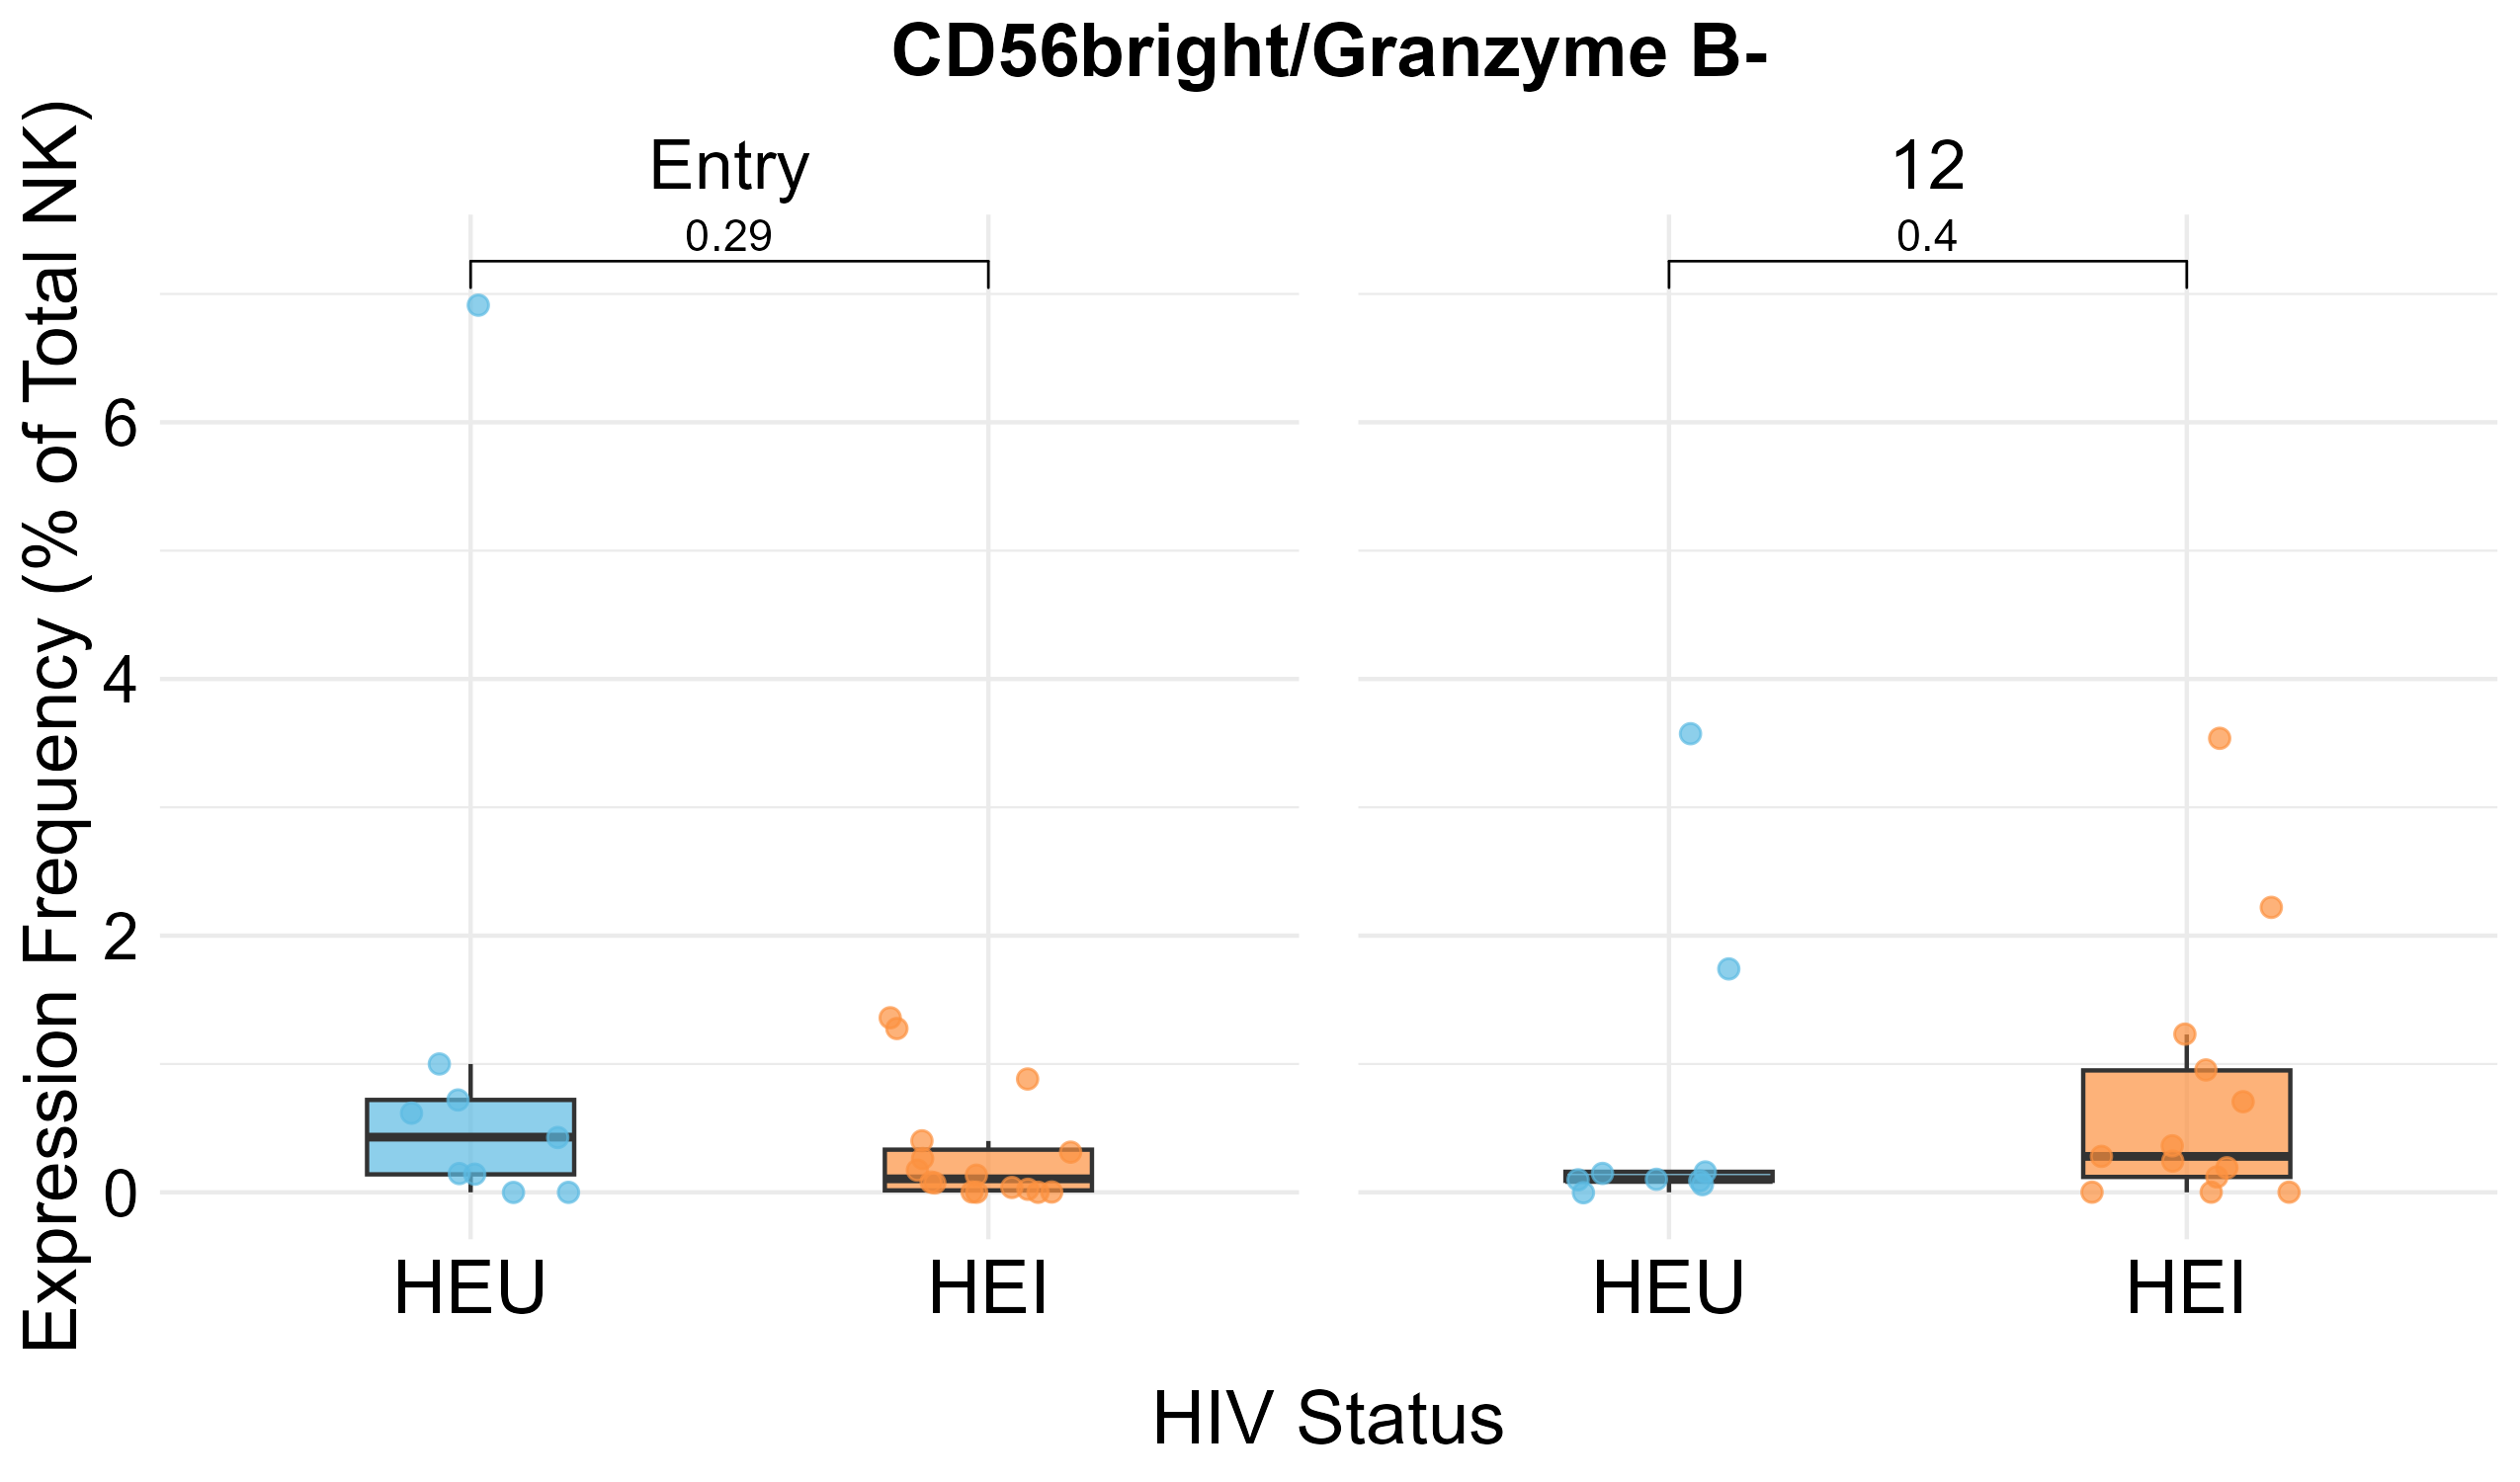 CD56bright/Granzyme B-
Entry
12
0.29
0.4
Expression Frequency (% of Total NK)
6
4
2
0
HEU
HEI
HEU
HEI
HIV Status